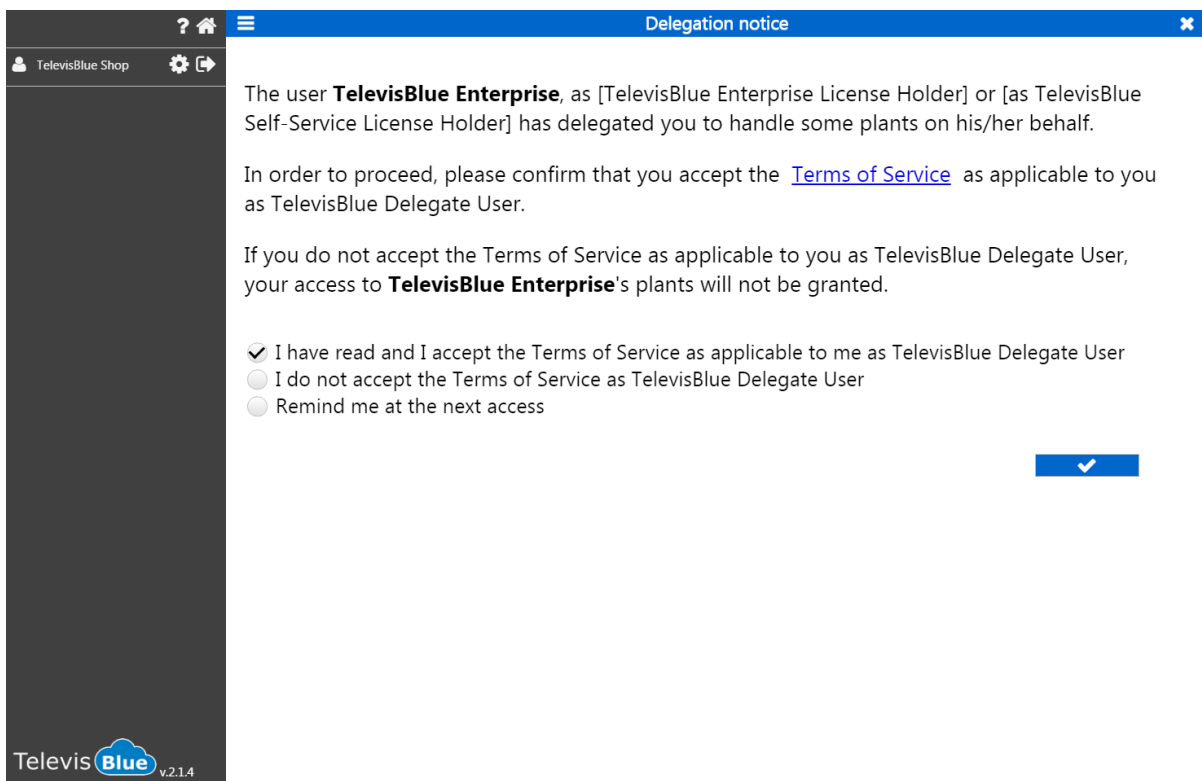 ?
Delegation notice
TelevisBlue Shop
The user TelevisBlue Enterprise, as [TelevisBlue Enterprise License Holder] or [as TelevisBlue
Self-Service License Holder] has delegated you to handle some plants on his/her behalf.
In order to proceed, please confirm that you accept the Terms of Service as applicable to you
as TelevisBlue Delegate User.
If you do not accept the Terms of Service as applicable to you as TelevisBlue Delegate User,
your access to TelevisBlue Enterprise's plants will not be granted.
I have read and I accept the Terms of Service as applicable to me as TelevisBlue Delegate User
I do not accept the Terms of Service as TelevisBlue Delegate User
Remind me at the next access
Televis Blue v.2.1.4